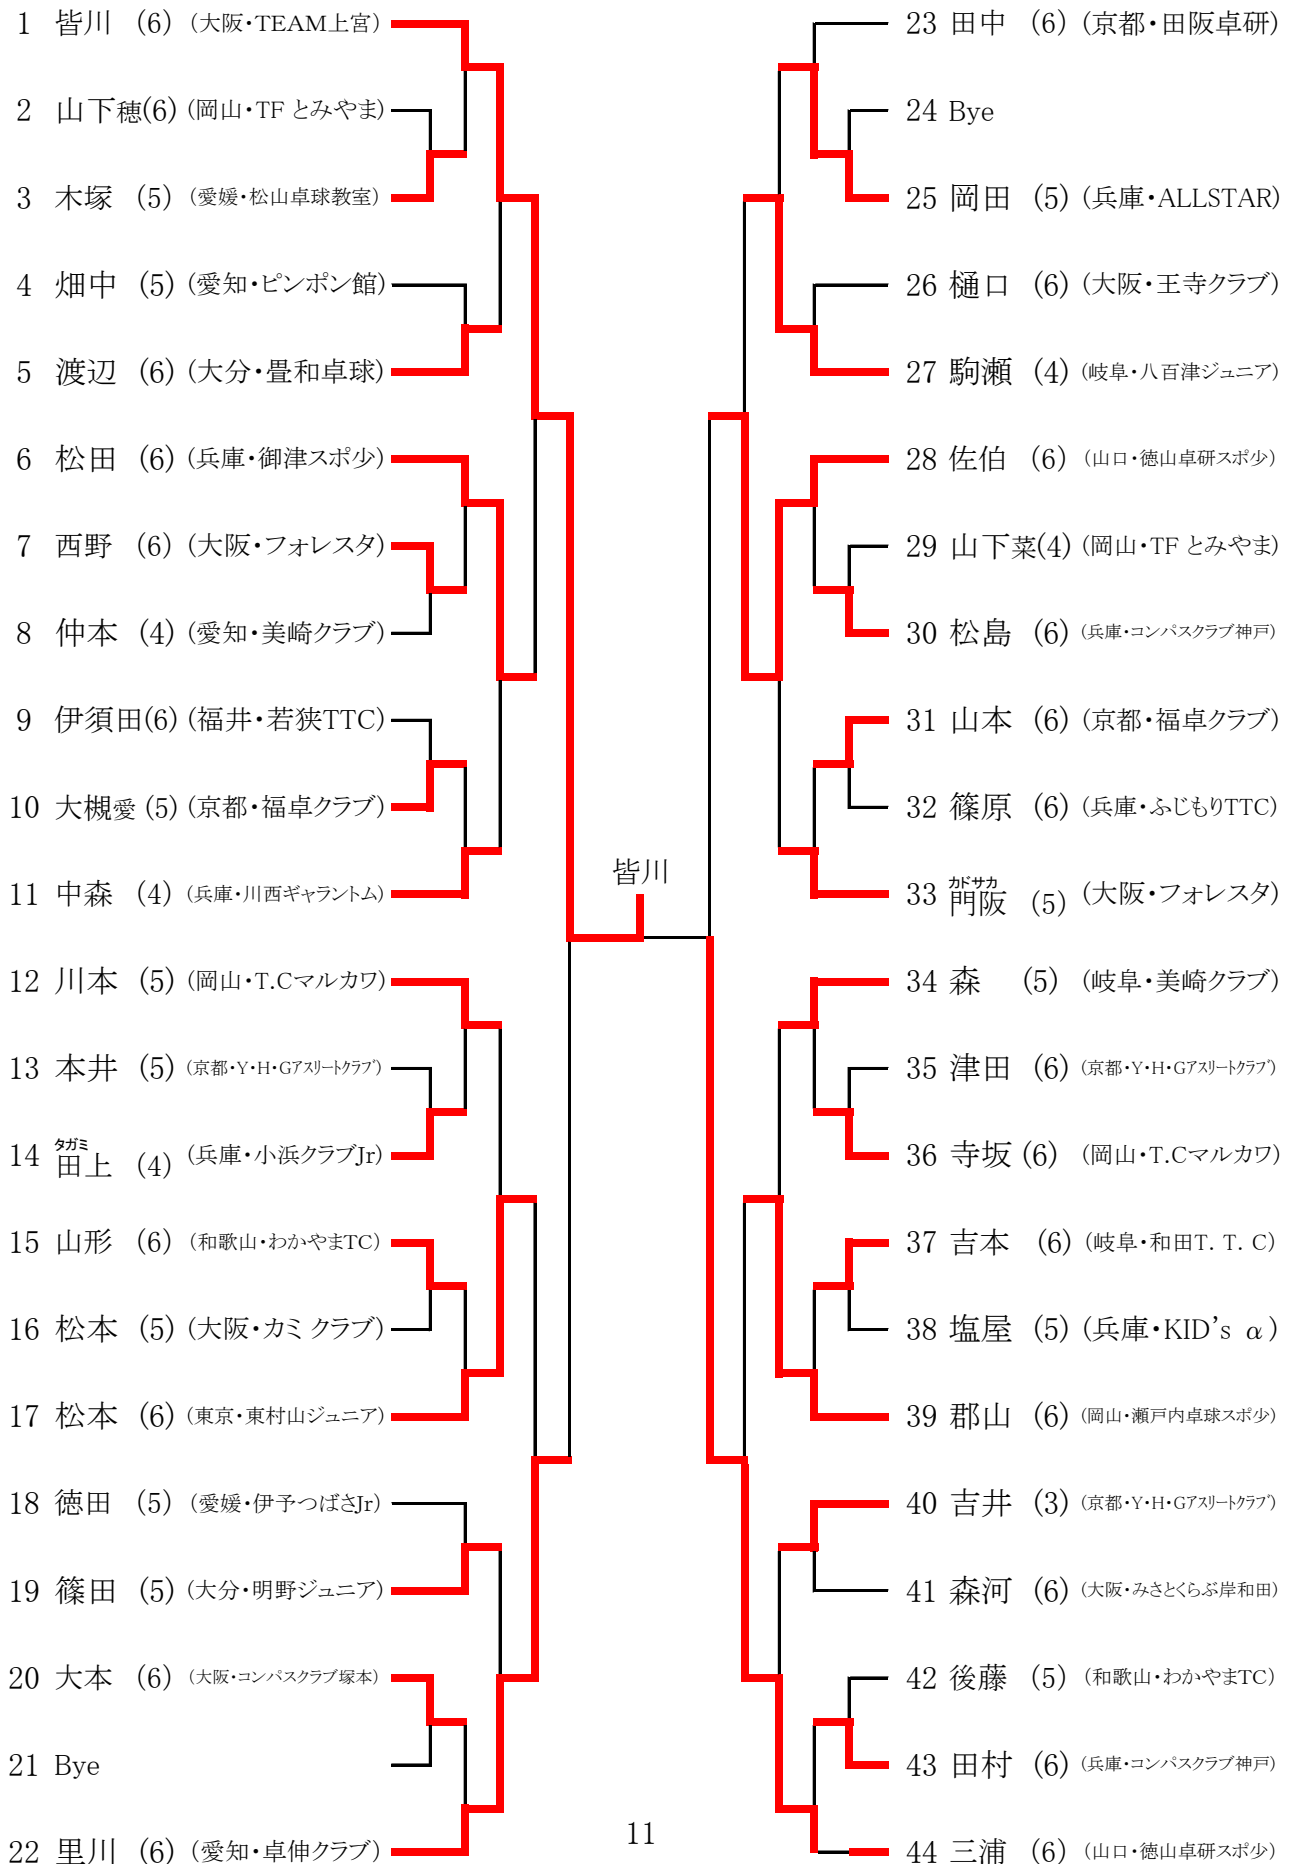 1 皆川 (6) (大阪・TEAM上宮)
2 山下穂(6) (岡山・TF とみやま)
3 木塚 (5) (愛媛・松山卓球教室)
4 畑中 (5) (愛知・ピンポン館)
5 渡辺 (6) (大分・畳和卓球)
6 松田 (6) (兵庫・御津スポ少)
7 西野 (6) (大阪・フォレスタ)
8 仲本 (4) (愛知・美崎クラブ)
9 伊須田(6) (福井・若狭TTC)
10 大槻愛 (5) (京都・福卓クラブ)
11 中森 (4) (兵庫・川西ギャラントム)
12 川本 (5) (岡山・T.Cマルカワ)
13 本井 (5) (京都・Y・H・Gアスリートクラブ)
タガミ
14 田上 (4) (兵庫・小浜クラブJr)
15 山形 (6) (和歌山・わかやまTC)
16 松本 (5) (大阪・カミ クラブ)
17 松本 (6) (東京・東村山ジュニア)
18 徳田 (5) (愛媛・伊予つばさJr)
19 篠田 (5) (大分・明野ジュニア)
20 大本 (6) (大阪・コンパスクラブ塚本)
21 Bye
22 里川 (6) (愛知・卓伸クラブ)
皆川
23 田中 (6) (京都・田阪卓研)
24 Bye
25 岡田 (5) (兵庫・ALLSTAR)
26 樋口 (6) (大阪・王寺クラブ)
27 駒瀬 (4) (岐阜・八百津ジュニア)
28 佐伯 (6) (山口・徳山卓研スポ少)
29 山下菜(4) (岡山・TF とみやま)
30 松島 (6) (兵庫・コンパスクラブ神戸)
31 山本 (6) (京都・福卓クラブ)
32 篠原 (6) (兵庫・ふじもりTTC)
カドサカ
33 門阪 (5) (大阪・フォレスタ)
34 森 (5) (岐阜・美崎クラブ)
35 津田 (6) (京都・Y・H・Gアスリートクラブ)
36 寺坂 (6) (岡山・T.Cマルカワ)
37 吉本 (6) (岐阜・和田T. T. C)
38 塩屋 (5) (兵庫・KID's α)
39 郡山 (6) (岡山・瀬戸内卓球スポ少)
40 吉井 (3) (京都・Y・H・Gアスリートクラブ)
41 森河 (6) (大阪・みさとくらぶ岸和田)
42 後藤 (5) (和歌山・わかやまTC)
43 田村 (6) (兵庫・コンパスクラブ神戸)
44 三浦 (6) (山口・徳山卓研スポ少)
11